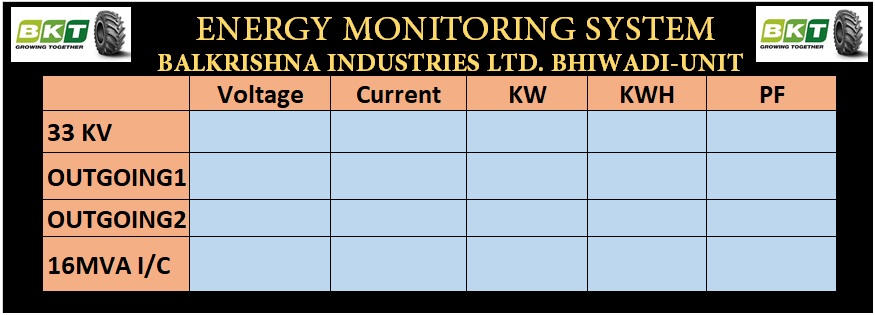 BKT
GROWING TOGETHER
ENERGY MONITORING SYSTEM
BALKRISHNA INDUSTRIES LTD. BHIWADI-UNIT
BKT
GROWING TOGETHER
Voltage Current KW KWH PF
33 KV
OUTGOING1
OUTGOING2
16MVA I/C